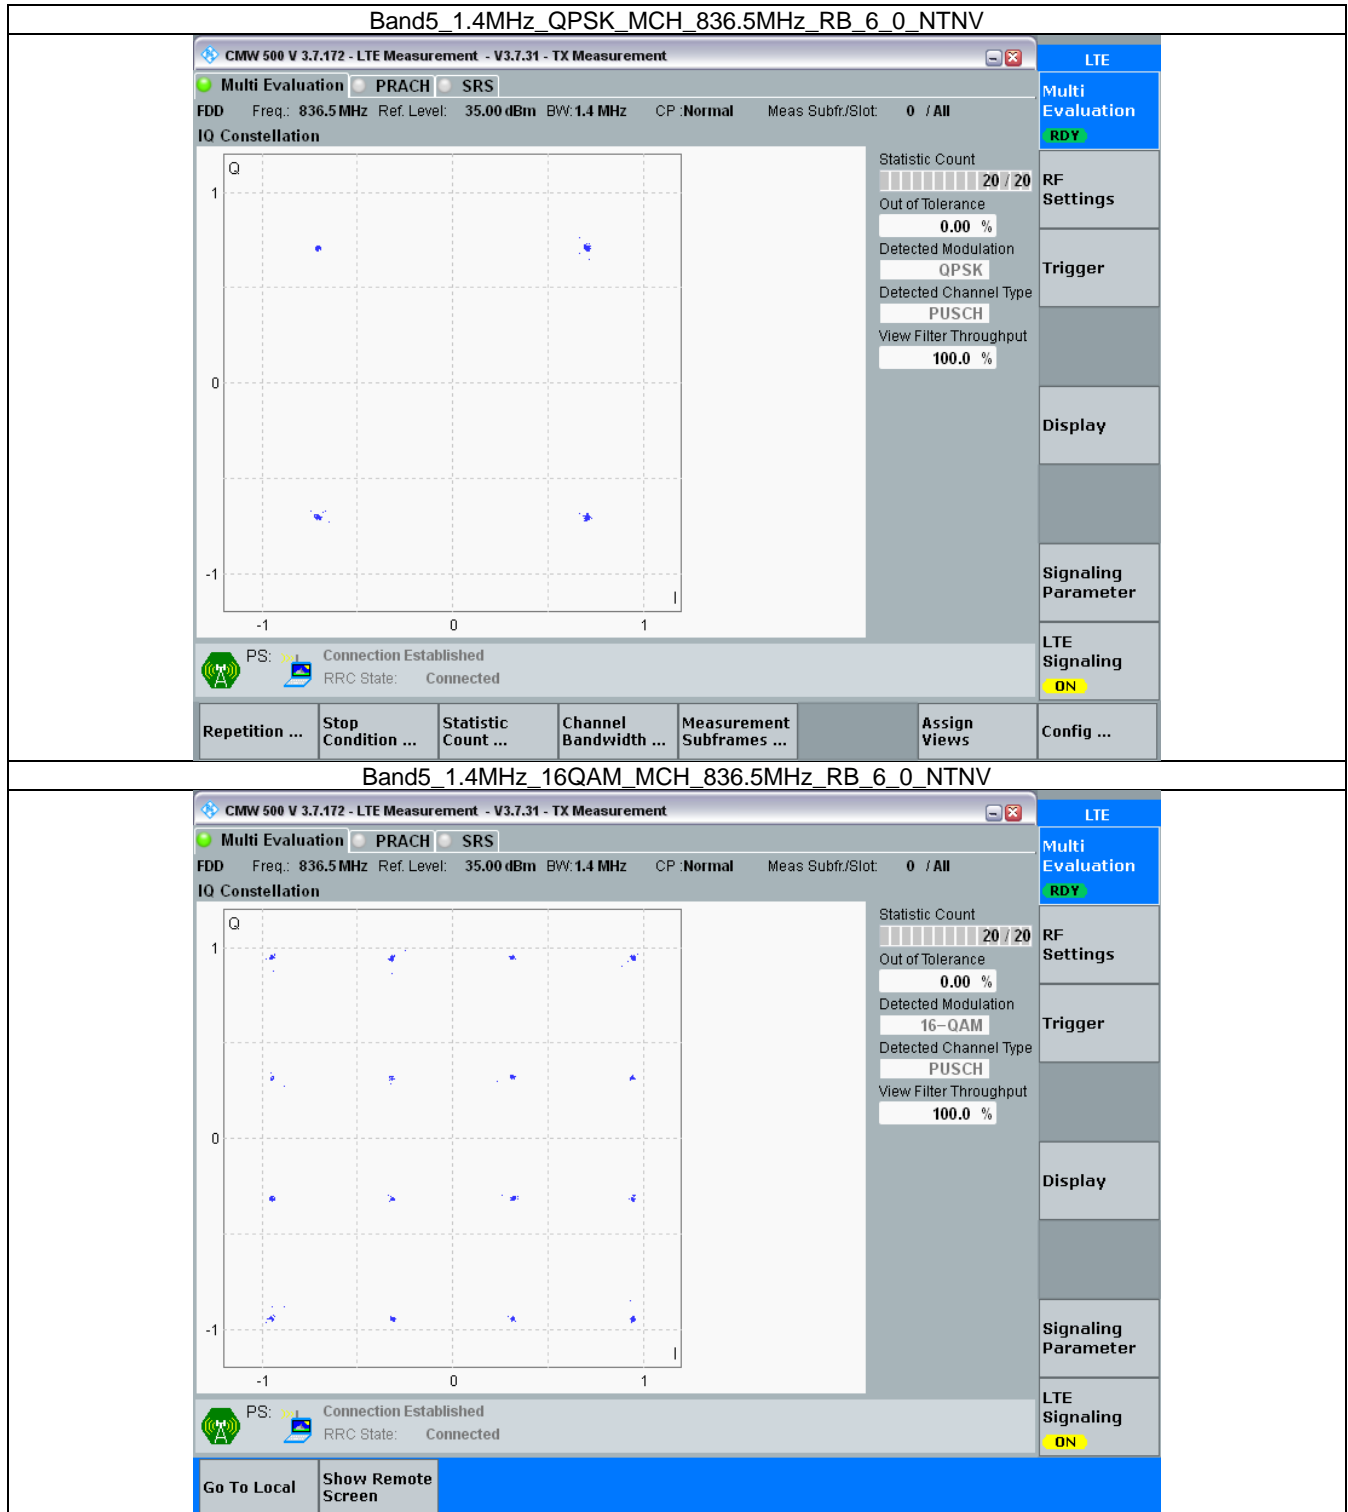 Band5_1.4MHz_QPSK_MCH_836.5MHz_RB_6_0_NTNV
CMW 500 V 3.7.172 - LTE Measurement - V3.7.31 - TX Measurement
LTE
Multi Evaluation PRACH SRS
Multi
Evaluation
RDY
FDD Freq.: 836.5 MHz Ref. Level: 35.00 dBm BW: 1.4 MHz CP :Normal Meas Subfr./Slot: 0 / All
IQ Constellation
Q
1
0
-1
I
-1 0 1
Statistic Count
20 / 20
Out of Tolerance
0.00 %
Detected Modulation
QPSK
Detected Channel Type
PUSCH
View Filter Throughput
100.0 %
RF
Settings
Trigger
Display
Signaling
Parameter
LTE
Signaling
ON
PS: Connection Established
RRC State: Connected
Repetition ...
Stop
Condition ...
Statistic
Count ...
Channel
Bandwidth ...
Measurement
Subframes ...
Assign
Views
Config ...
Band5_1.4MHz_16QAM_MCH_836.5MHz_RB_6_0_NTNV
CMW 500 V 3.7.172 - LTE Measurement - V3.7.31 - TX Measurement
LTE
Multi Evaluation PRACH SRS
Multi
Evaluation
RDY
FDD Freq.: 836.5 MHz Ref. Level: 35.00 dBm BW: 1.4 MHz CP :Normal Meas Subfr./Slot: 0 / All
IQ Constellation
Q
1
0
-1
I
-1 0 1
Statistic Count
20 / 20
Out of Tolerance
0.00 %
Detected Modulation
16-QAM
Detected Channel Type
PUSCH
View Filter Throughput
100.0 %
RF
Settings
Trigger
Display
Signaling
Parameter
LTE
Signaling
ON
PS: Connection Established
RRC State: Connected
Go To Local
Show Remote
Screen